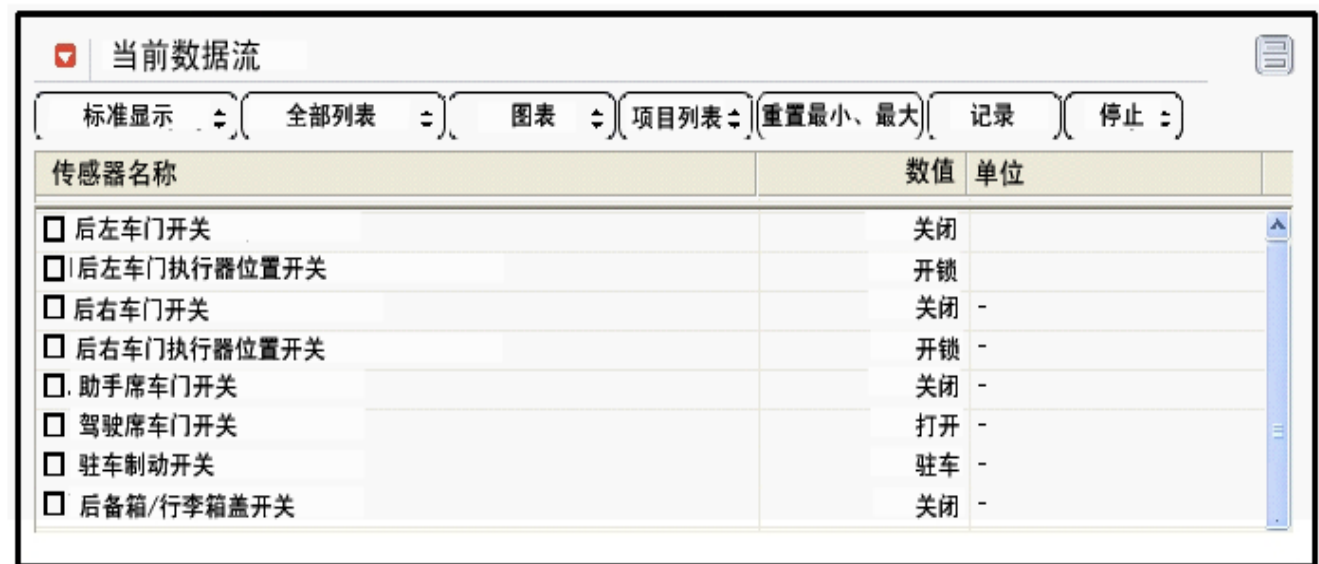 当前数据流
标准显示 全部列表 图表 项目列表 重置最小、最大 记录 停止
传感器名称 数值 单位
后左车门开关 关闭
后左车门执行器位置开关 开锁
后右车门开关 关闭 -
后右车门执行器位置开关 开锁 -
助手席车门开关 关闭 -
驾驶席车门开关 打开 -
驻车制动开关 驻车 -
后备箱/行李箱盖开关 关闭 -